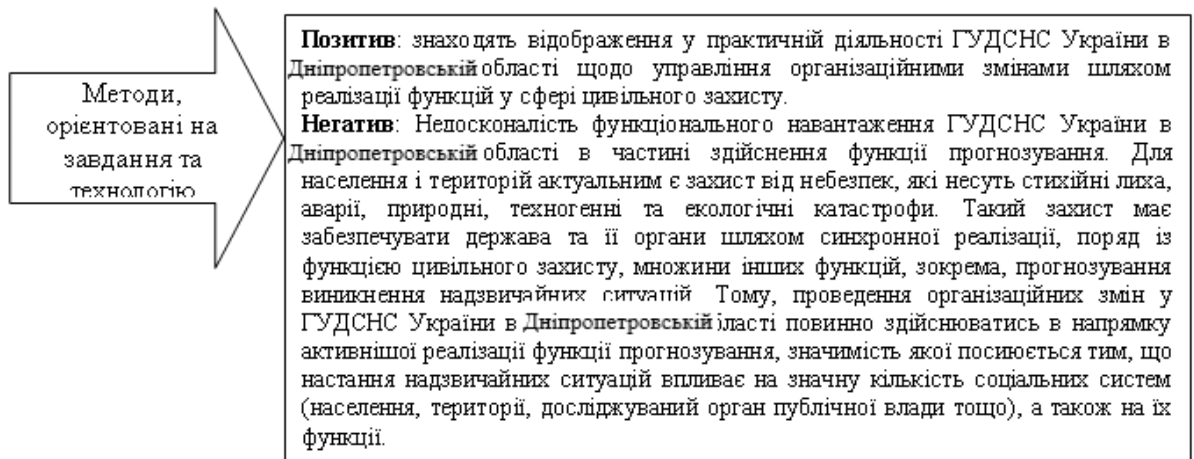 Методи,
орієнтовані на
завдання та
технологію
Позитив: знаходять відображення у практичній діяльності ГУДСНС України в
Дніпропетровській області щодо управління організаційними змінами шляхом
реалізації функцій у сфері цивільного захисту.
Негатив: Недосконалість функціонального навантаження ГУДСНС України в
Дніпропетровській області в частині здійснення функції прогнозування. Для
населення і територій актуальним є захист від небезпек, які несуть стихійні лиха,
аварії, природні, техногенні та екологічні катастрофи. Такий захист має
забезпечувати держава та її органи шляхом синхронної реалізації, поряд із
функцією цивільного захисту, множини інших функцій, зокрема, прогнозування
виникнення надзвичайних ситуацій. Тому, проведення організаційних змін у
ГУДСНС України в Дніпропетровській ласті повинно здійснюватись в напрямку
активнішої реалізації функції прогнозування, значимість якої посиюється тим, що
настання надзвичайних ситуацій впливає на значну кількість соціальних систем
(населення, території, досліджуваний орган публічної влади тощо), а також на їх
функції.